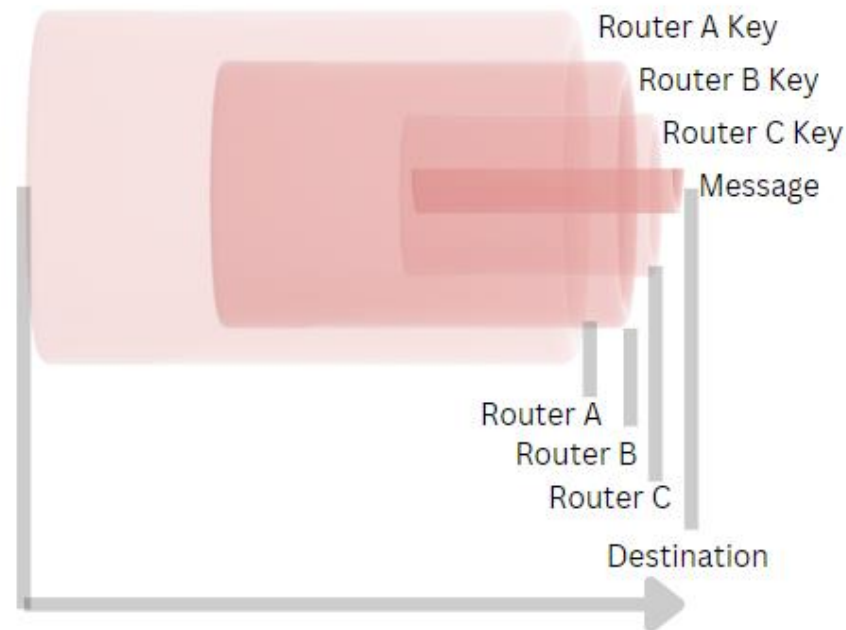 Router A Key
Router B Key
Router C Key
Message
Router A
Router B
Router C
Destination